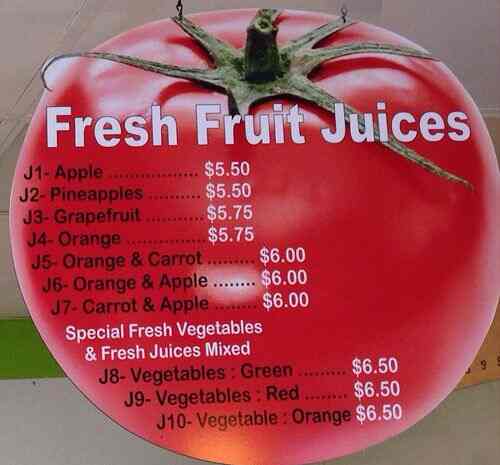 Fresh Fruit Juices
J1- Apple ................. $5.50
J2- Pineapples .......... $5.50
J3- Grapefruit ........... $5.75
J4- Orange ............... $5.75
J5- Orange & Carrot ......... $6.00
J6- Orange & Apple ........ $6.00
J7- Carrot & Apple ........ $6.00
Special Fresh Vegetables
& Fresh Juices Mixed
J8- Vegetables : Green ......... $6.50
J9- Vegetables : Red ......... $6.50
J10- Vegetable : Orange $6.50